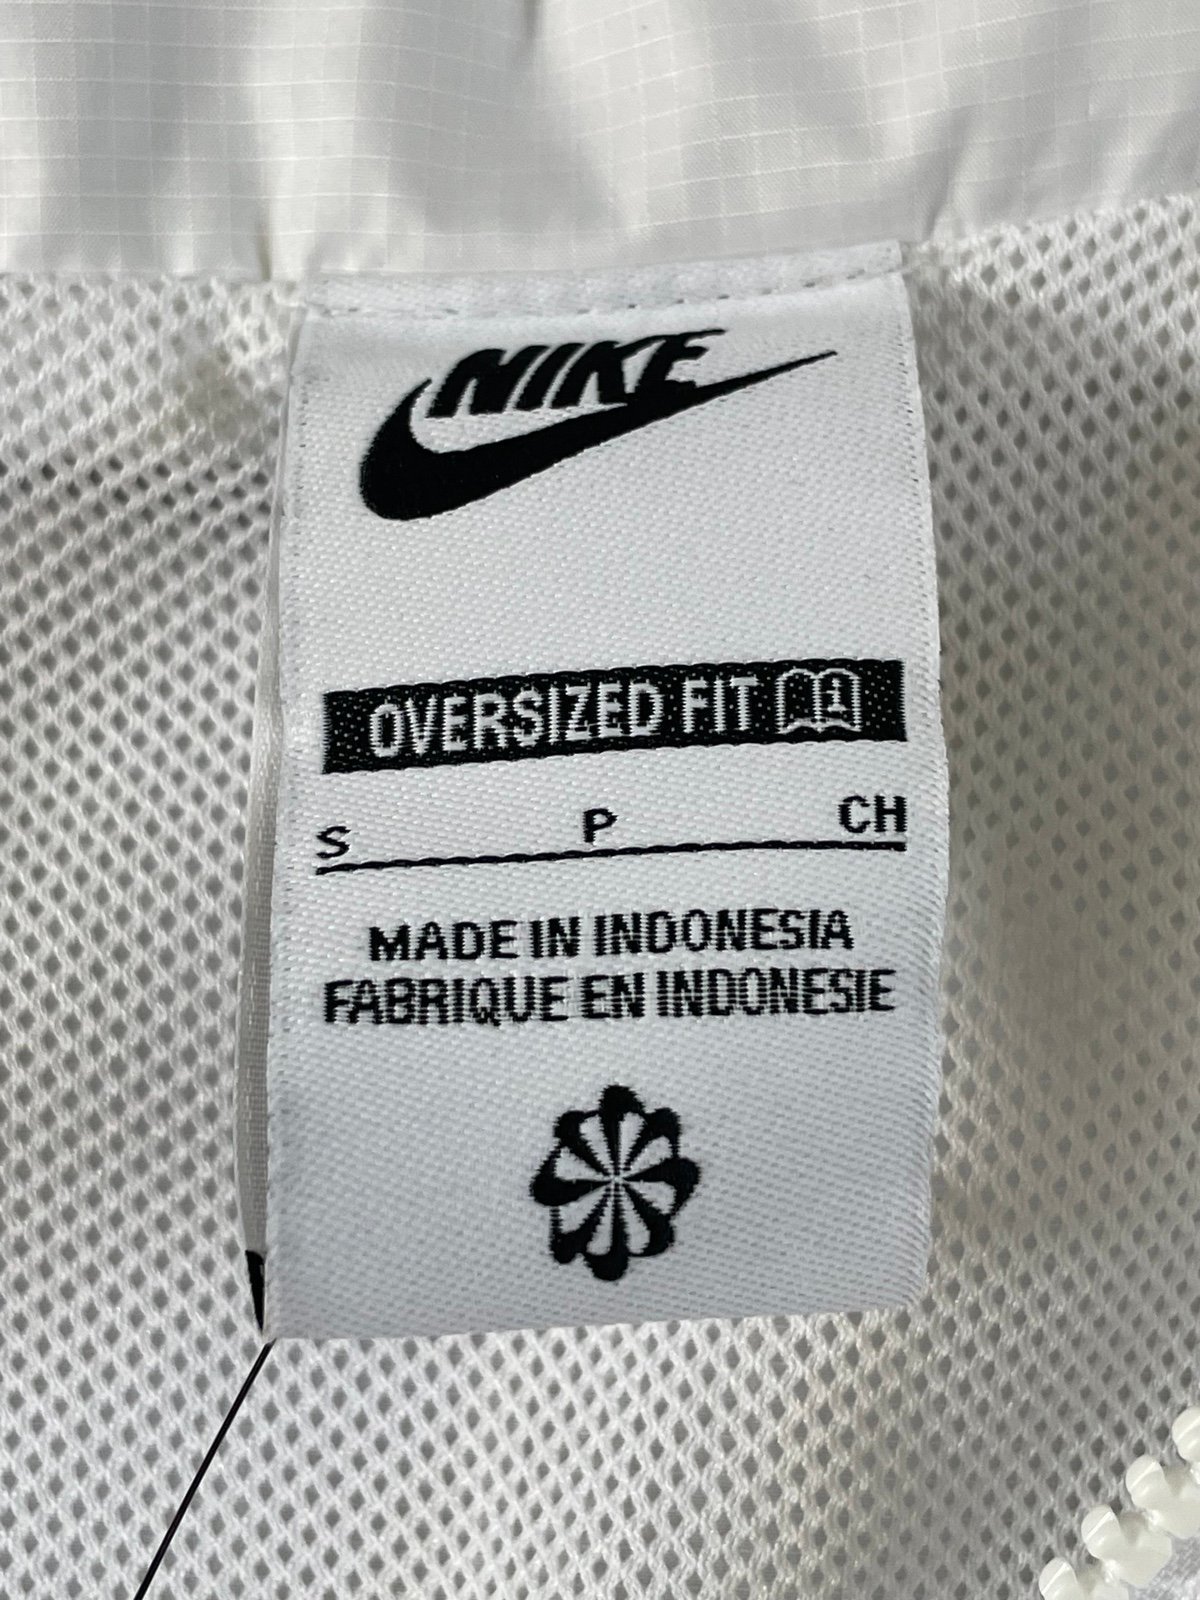 NIKE
OVERSIZED FIT
S P CH
MADE IN INDONESIA
FABRIQUE EN INDONESIE